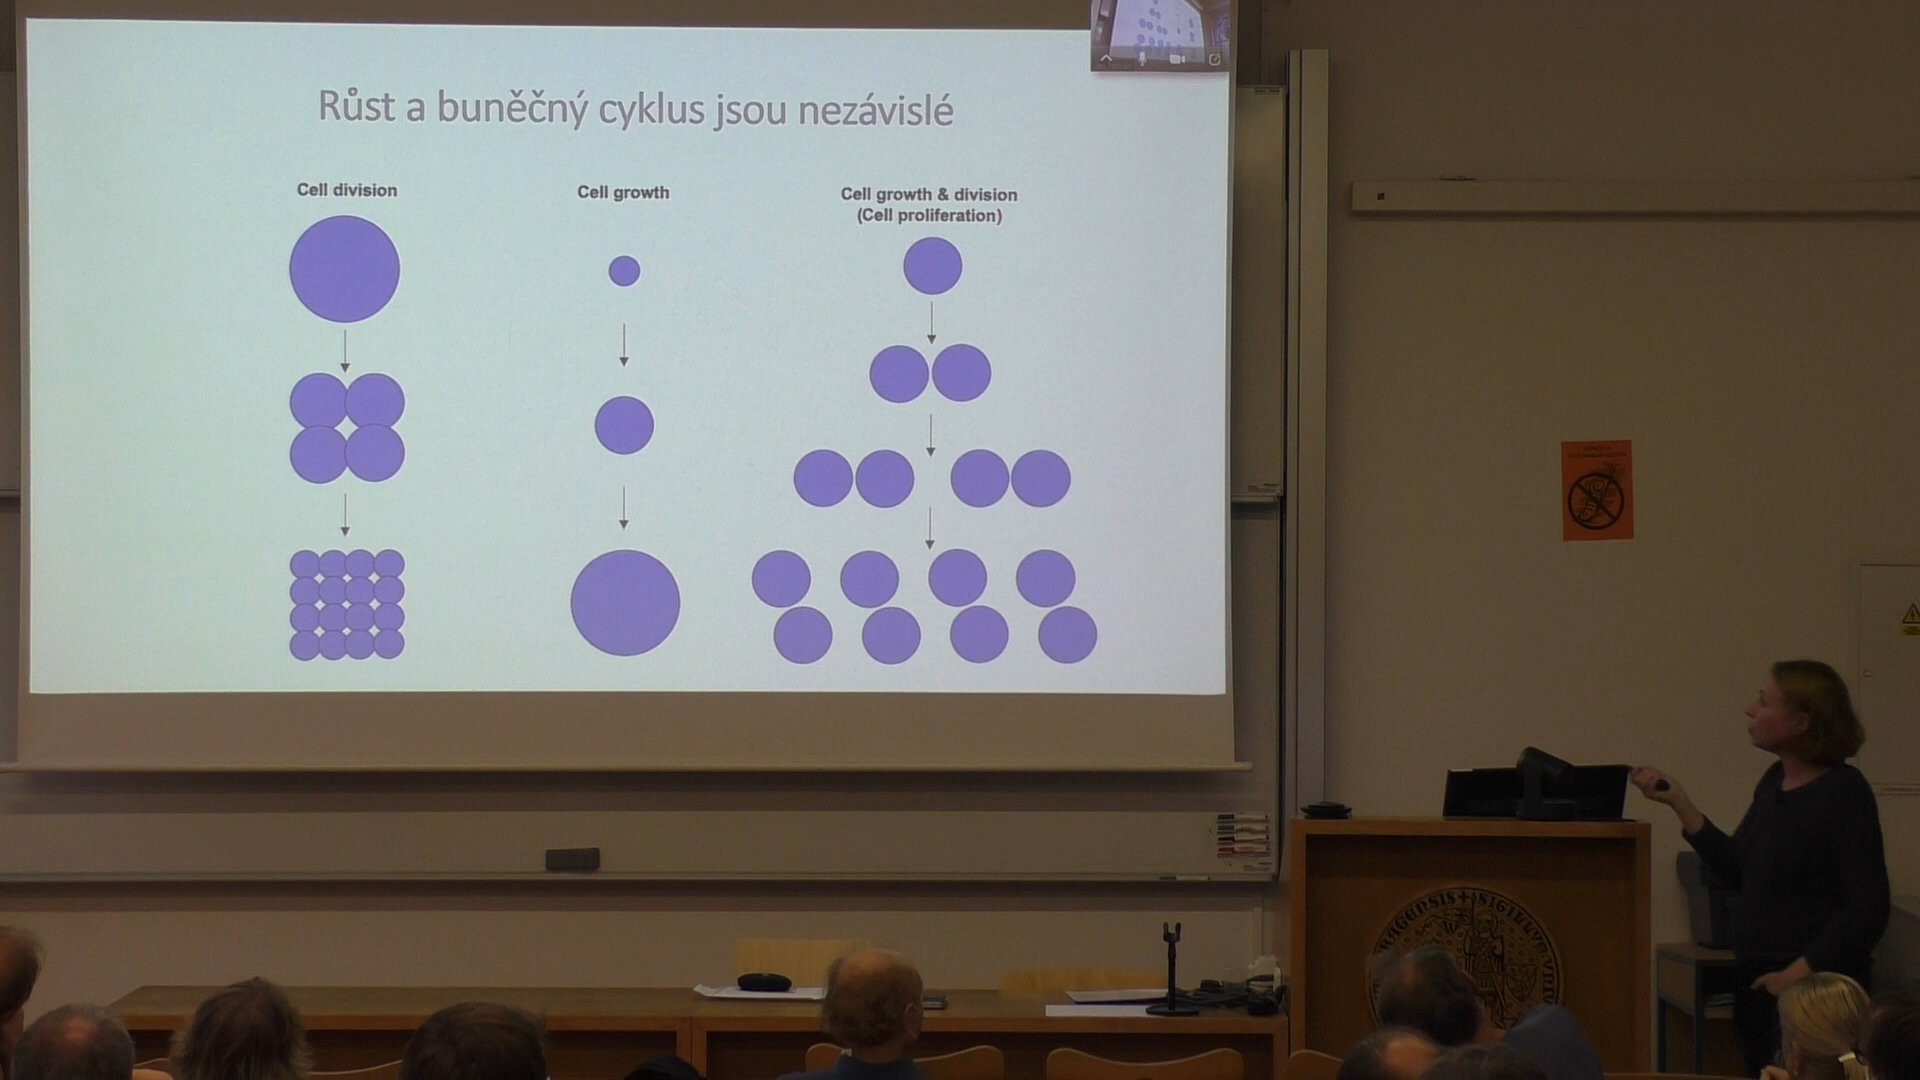 Růst a buněčný cyklus jsou nezávislé
Cell division
Cell growth
Cell growth & division
(Cell proliferation)